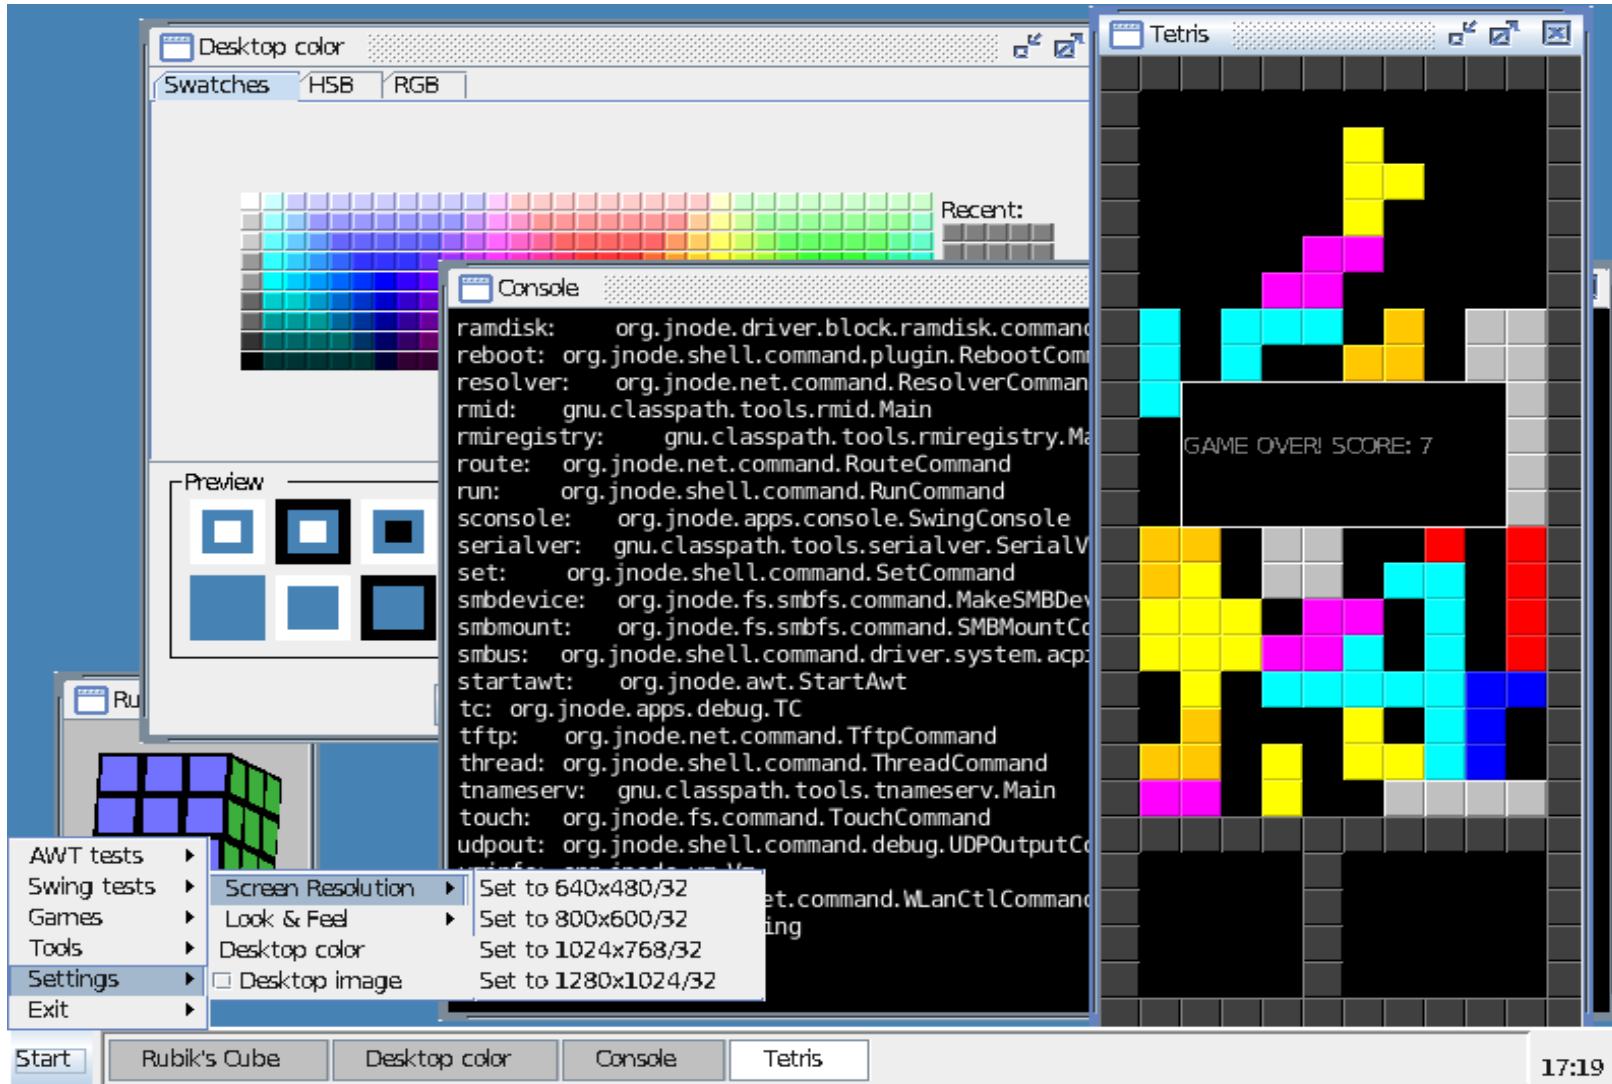 Desktop color
Swatches HSB RGB
Recent:
Preview
Tetris
GAME OVER! SCORE: 7
Console
ramdisk: org.jnode.driver.block.ramdisk.command
reboot: org.jnode.shell.command.plugin.RebootCom
resolver: org.jnode.net.command.ResolverComman
rmid: gnu.classpath.tools.rmid.Main
rmiregistry: gnu.classpath.tools.rmiregistry.Ma
route: org.jnode.net.command.RouteCommand
run: org.jnode.shell.command.RunCommand
sconsole: org.jnode.apps.console.SwingConsole
serialver: gnu.classpath.tools.serialver.SerialV
set: org.jnode.shell.command.SetCommand
smbdevice: org.jnode.fs.smbfs.command.MakeSMBDev
smbmount: org.jnode.fs.smbfs.command.SMBMountCo
smbus: org.jnode.shell.command.driver.system.acpi
startawt: org.jnode.awt.StartAwt
tc: org.jnode.apps.debug.TC
tftp: org.jnode.net.command.TftpCommand
thread: org.jnode.shell.command.ThreadCommand
tnameserv: gnu.classpath.tools.tnameserv.Main
touch: org.jnode.fs.command.TouchCommand
udpout: org.jnode.shell.command.debug.UDPOutputCo
et.command.WLanCtlCommand
ing
Ru
AWT tests
Swing tests
Games
Tools
Settings
Exit
Screen Resolution
Look & Feel
Desktop color
Desktop image
Set to 640x480/32
Set to 800x600/32
Set to 1024x768/32
Set to 1280x1024/32
Start Rubik's Cube Desktop color Console Tetris 17:19